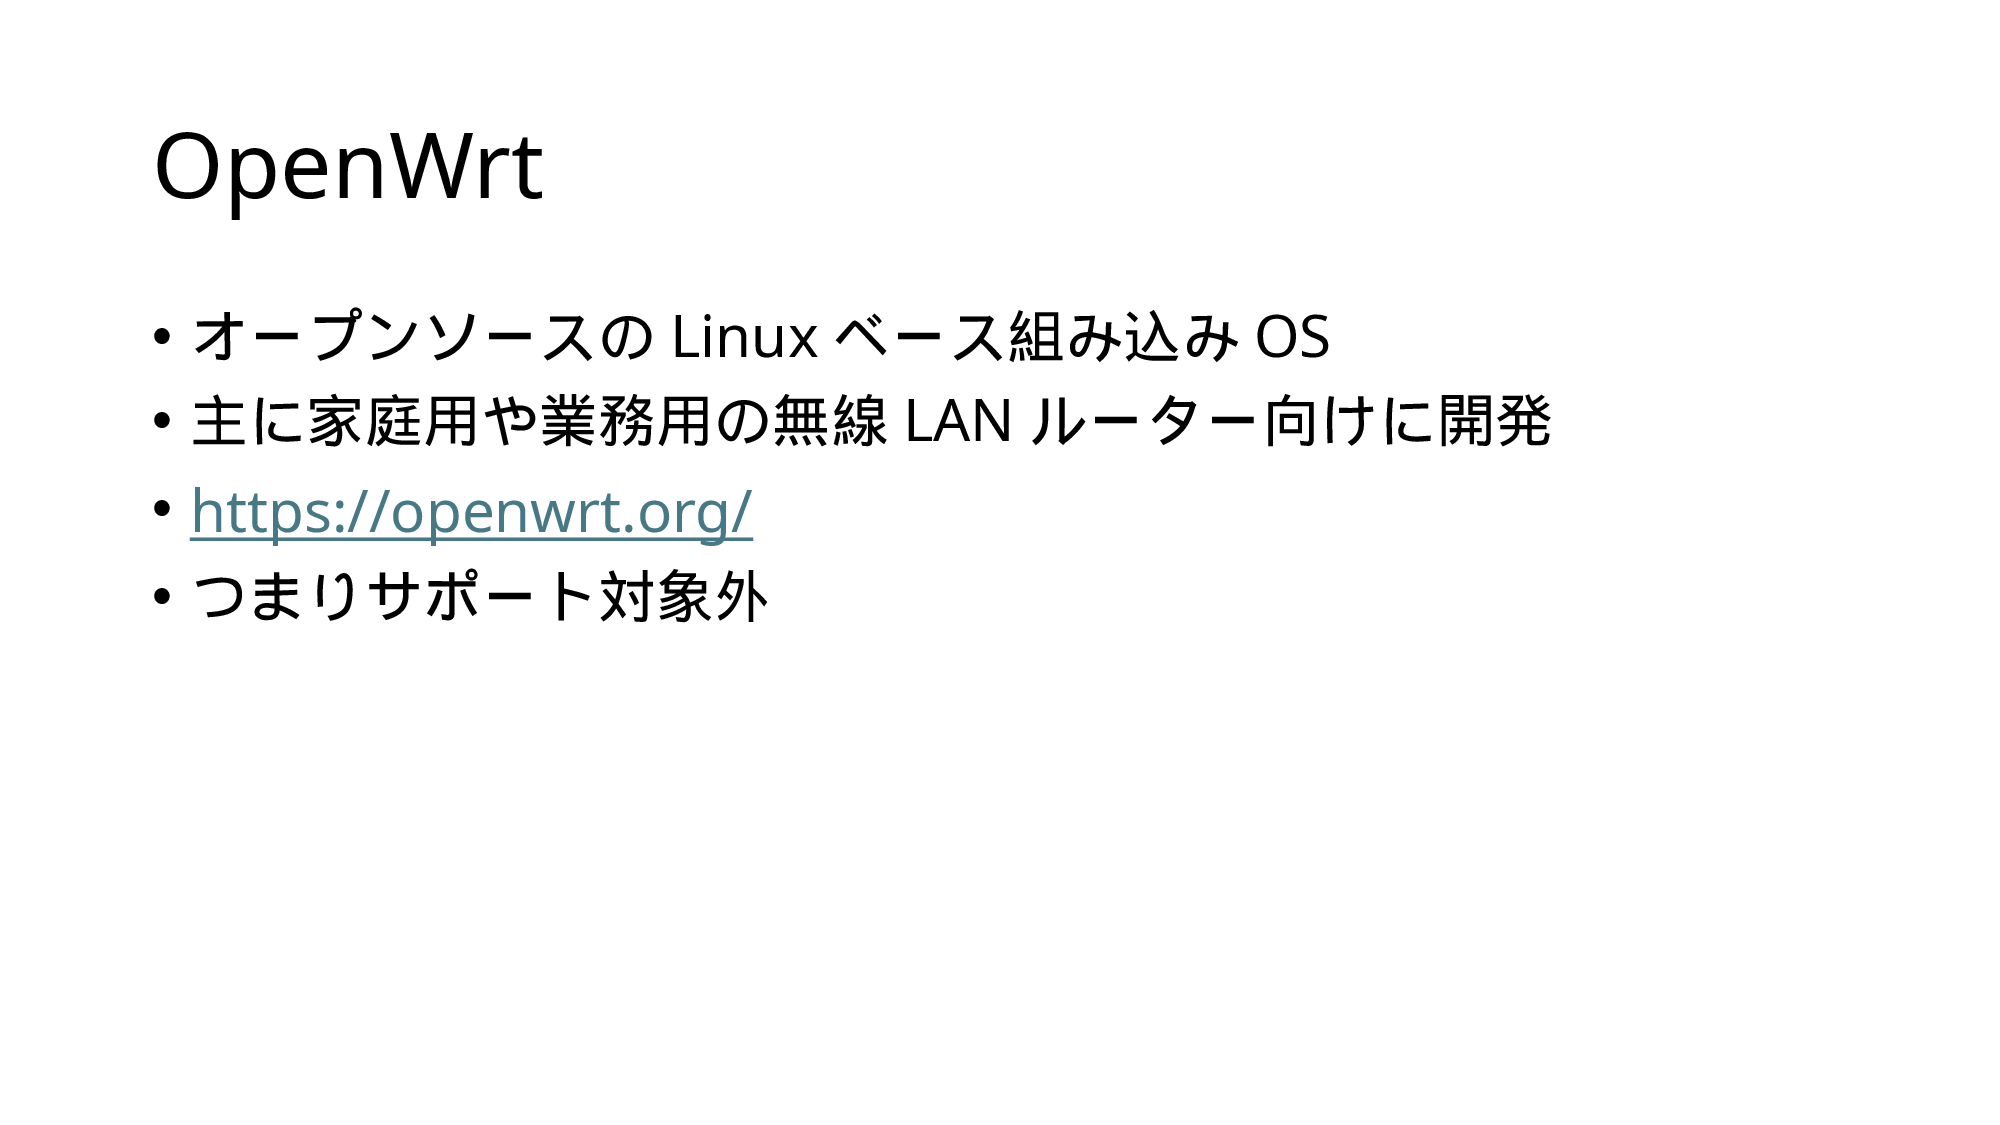 OpenWrt
• オープンソースの Linux ベース組み込み OS
• 主に家庭用や業務用の無線 LAN ルーター向けに開発
• https://openwrt.org/
• つまりサポート対象外